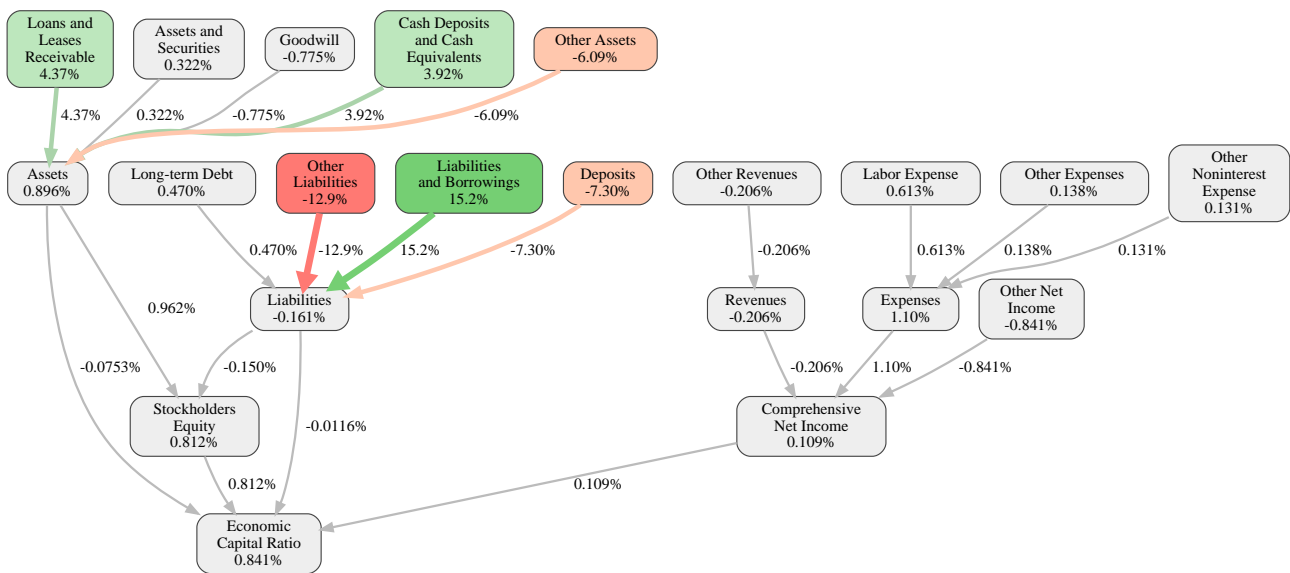 Loans and
Leases
Receivable
4.37%
Assets and
Securities
0.322%
Goodwill
-0.775%
Cash Deposits
and Cash
Equivalents
3.92%
Other Assets
-6.09%
4.37%
0.322%
-0.775%
3.92%
-6.09%
Assets
0.896%
Long-term Debt
0.470%
Other
Liabilities
-12.9%
Liabilities
and Borrowings
15.2%
Deposits
-7.30%
Other Revenues
-0.206%
Labor Expense
0.613%
Other Expenses
0.138%
Other
Noninterest
Expense
0.131%
0.470%
-12.9%
15.2%
-7.30%
-0.206%
0.613%
0.138%
0.131%
Liabilities
-0.161%
Revenues
-0.206%
Expenses
1.10%
Other Net
Income
-0.841%
0.962%
-0.0753%
-0.150%
-0.0116%
-0.206%
1.10%
-0.841%
Stockholders
Equity
0.812%
Comprehensive
Net Income
0.109%
0.812%
0.109%
Economic
Capital Ratio
0.841%